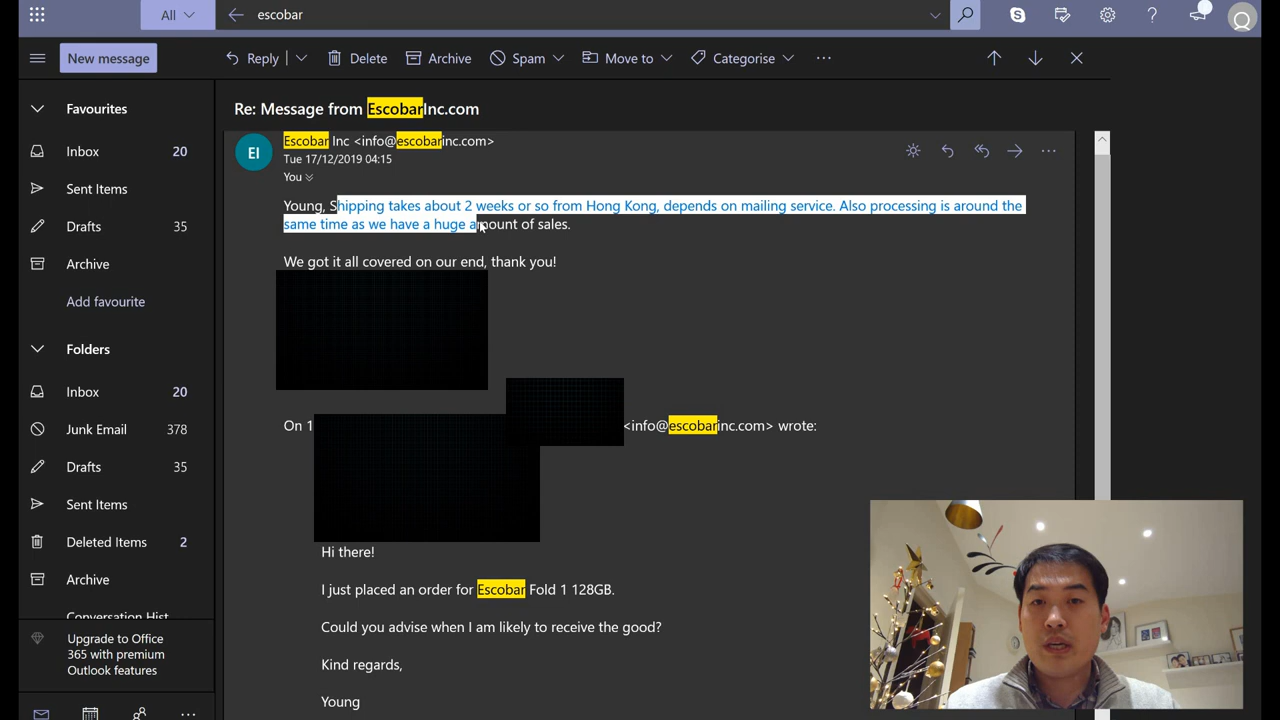 All
escobar
New message
Reply
Delete
Archive
Spam
Move to
Categorise
Favourites
Inbox 20
Sent Items
Drafts 35
Archive
Add favourite
Folders
Inbox 20
Junk Email 378
Drafts 35
Sent Items
Deleted Items 2
Archive
Conversation Hist
Upgrade to Office
365 with premium
Outlook features
Re: Message from EscobarInc.com
EI
Escobar Inc <info@escobarinc.com>
Tue 17/12/2019 04:15
You
Young, Shipping takes about 2 weeks or so from Hong Kong, depends on mailing service. Also processing is around the
same time as we have a huge amount of sales.
We got it all covered on our end, thank you!
On 1 <info@escobarinc.com> wrote:
Hi there!
I just placed an order for Escobar Fold 1 128GB.
Could you advise when I am likely to receive the good?
Kind regards,
Young